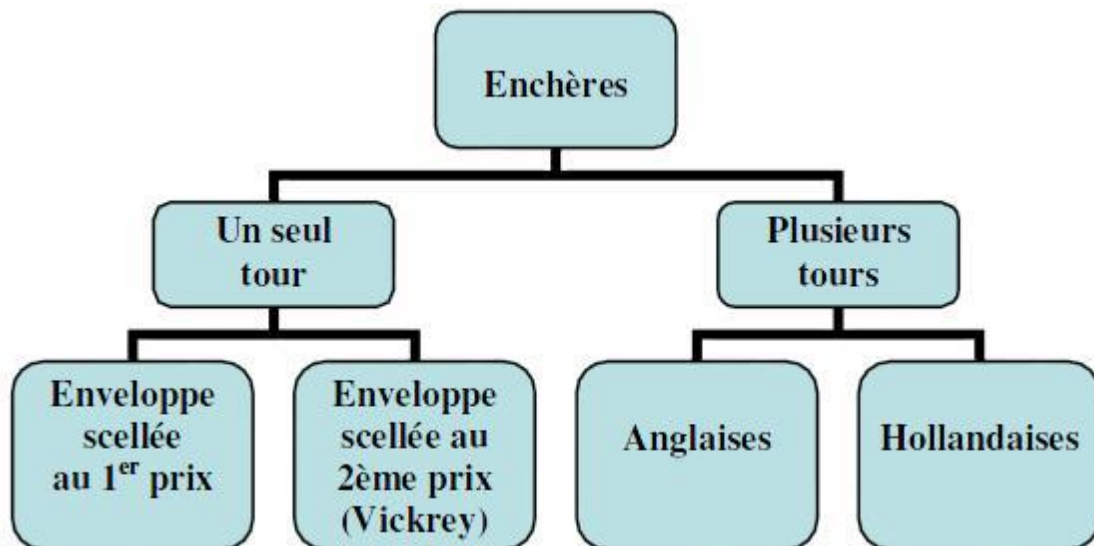 Enchères
Un seul
tour
Plusieurs
tours
Enveloppe
scellée
au 1er prix
Enveloppe
scellée au
2ème prix
(Vickrey)
Anglaises
Hollandaises